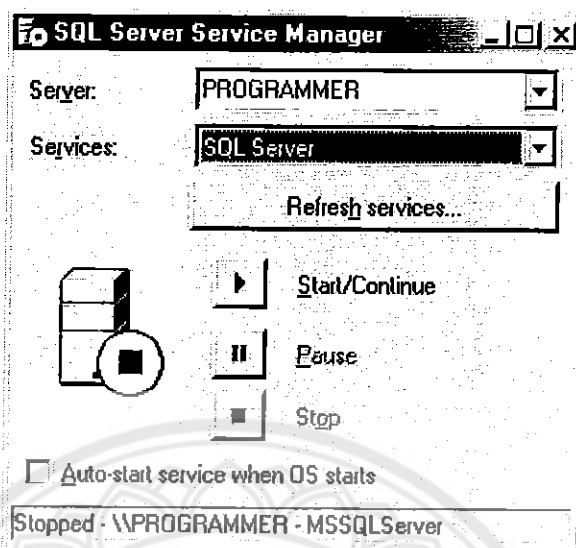 SQL Server Service Manager
Server: PROGRAMMER
Services: SQL Server
Refresh services...
Start/Continue
Pause
Stop
Auto-start service when OS starts
Stopped - \\PROGRAMMER - MSSQLServer